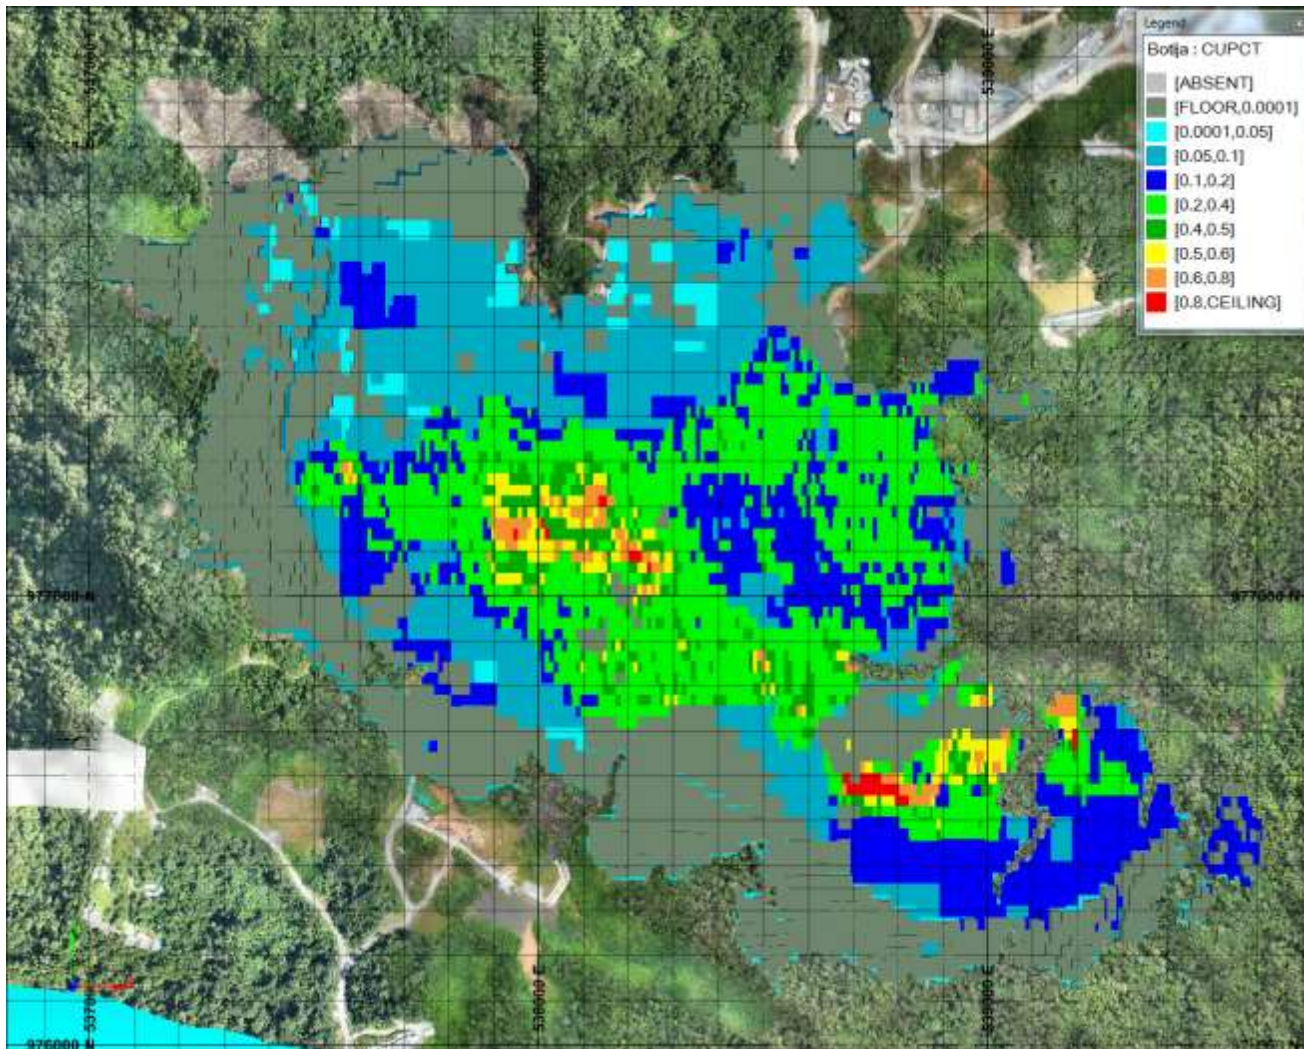 Legend
Botija : CUPCT
[ABSENT]
[FLOOR,0.0001]
[0.0001,0.05]
[0.05,0.1]
[0.1,0.2]
[0.2,0.4]
[0.4,0.5]
[0.5,0.6]
[0.6,0.8]
[0.8,CEILING]
977000 N
977000 N
537000 E
538000 E
976000 N